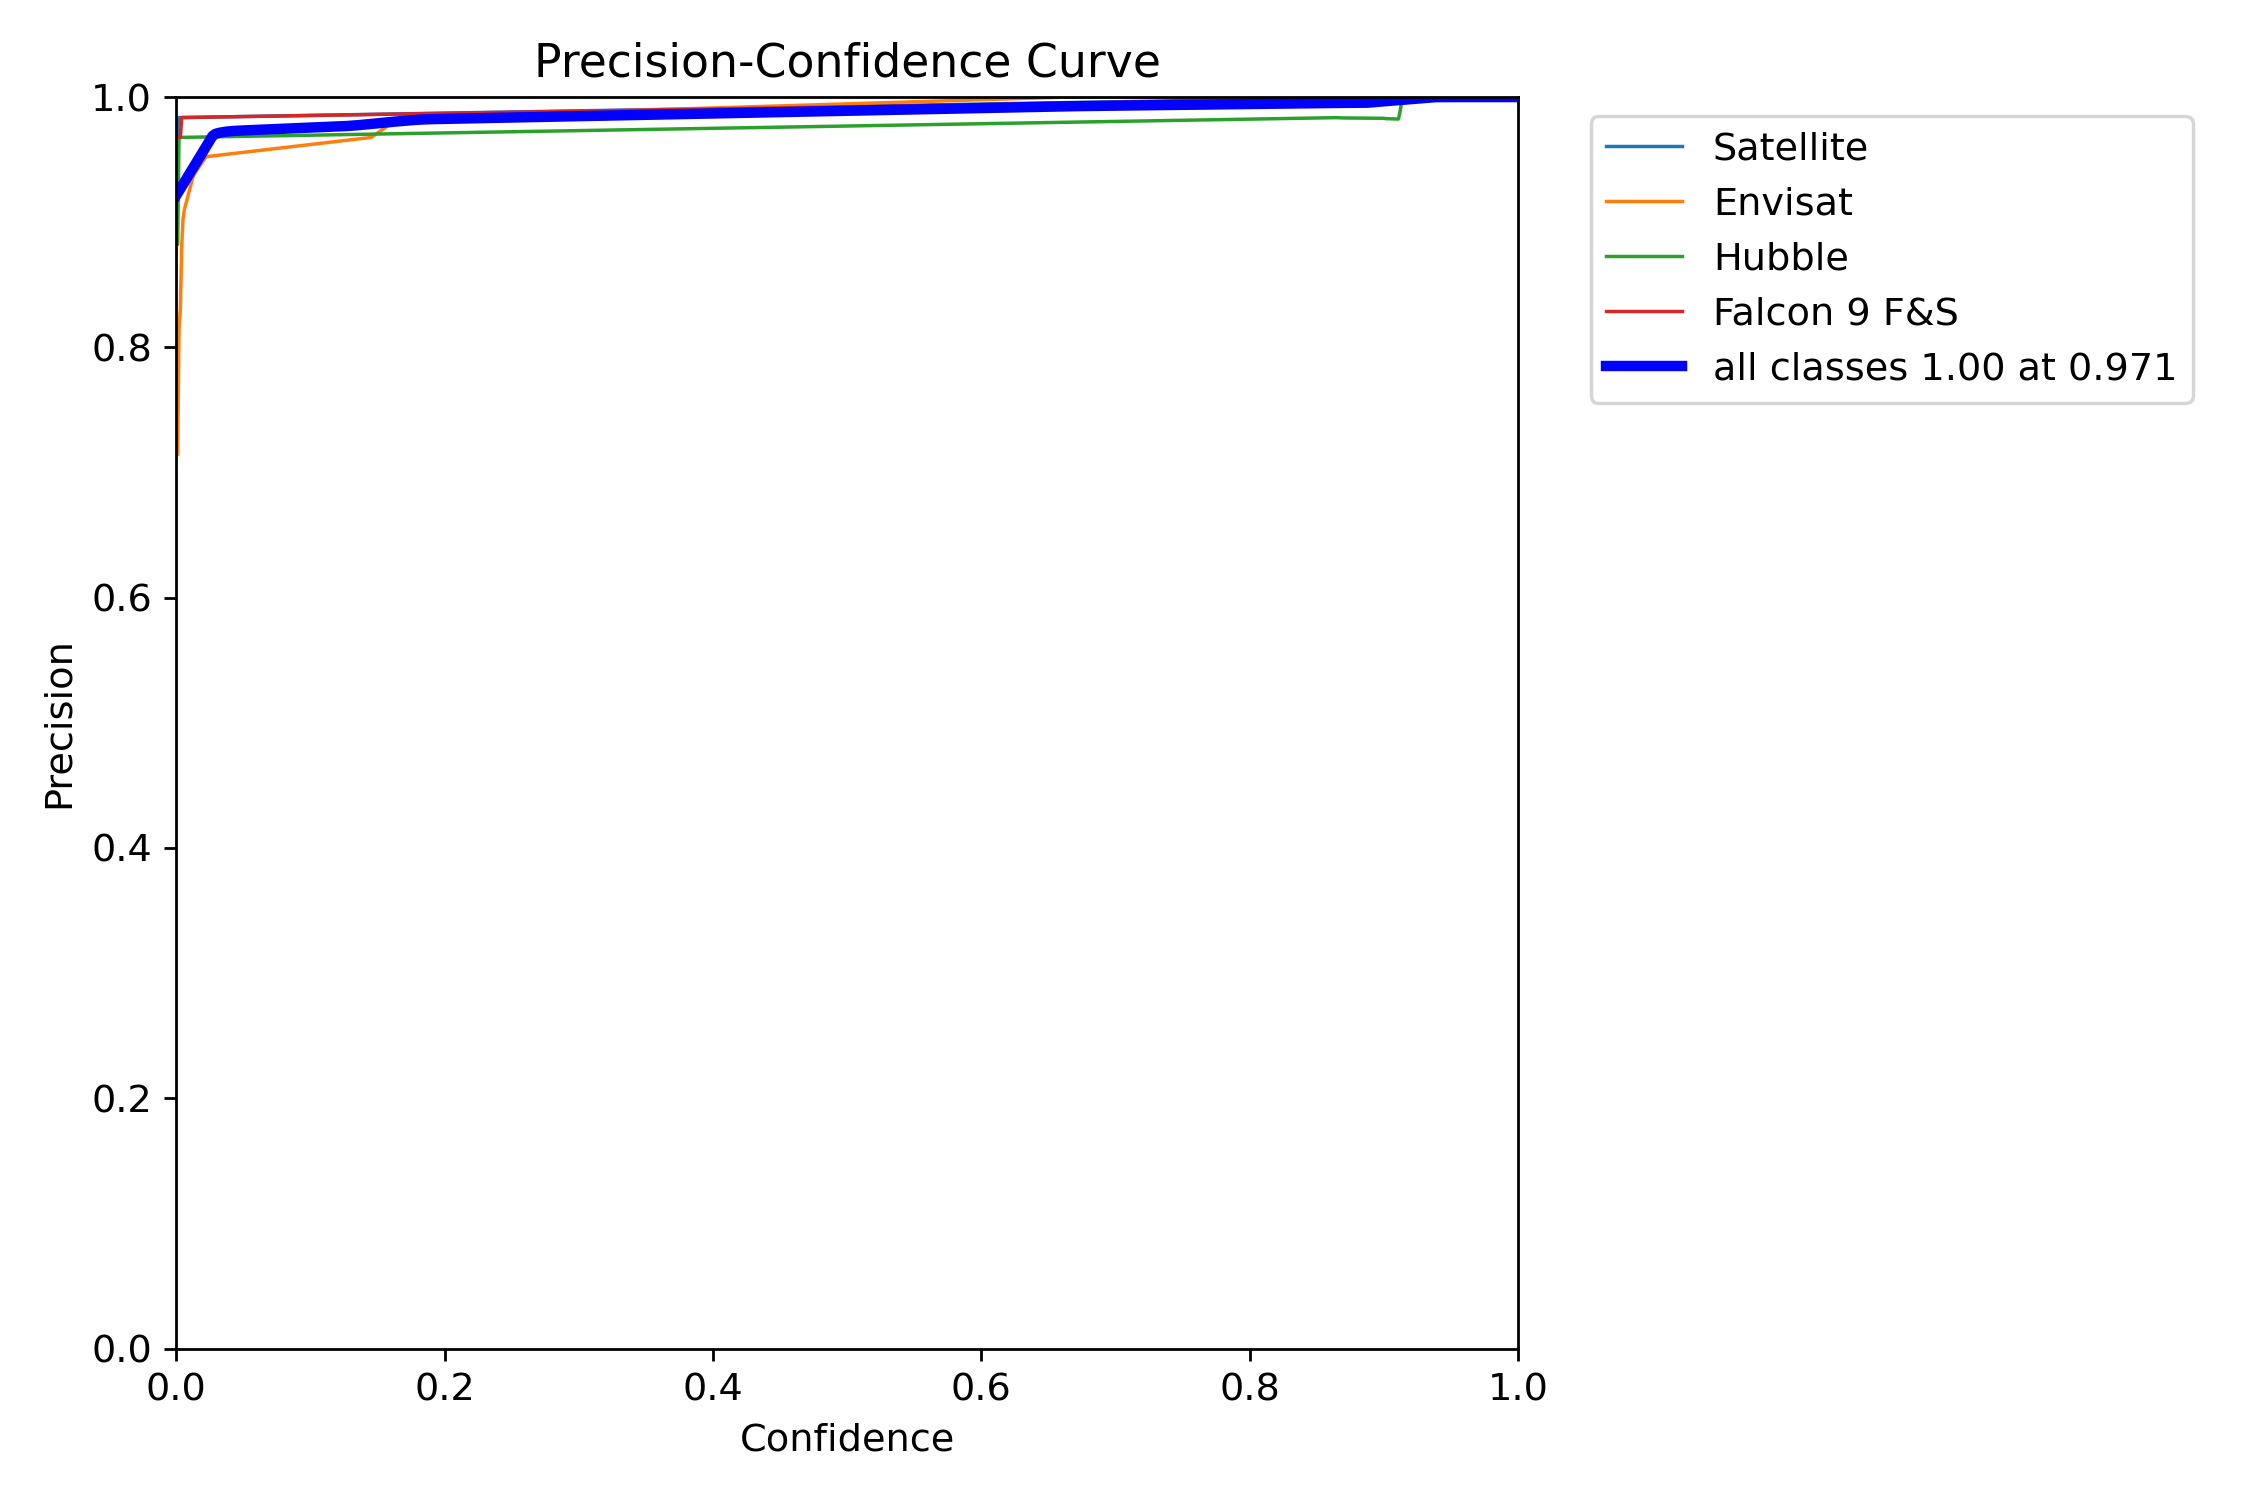 Precision-Confidence Curve
1.0
0.8
0.6
0.4
0.2
0.0
Precision
0.0 0.2 0.4 0.6 0.8 1.0
Confidence
Satellite
Envisat
Hubble
Falcon 9 F&S
all classes 1.00 at 0.971